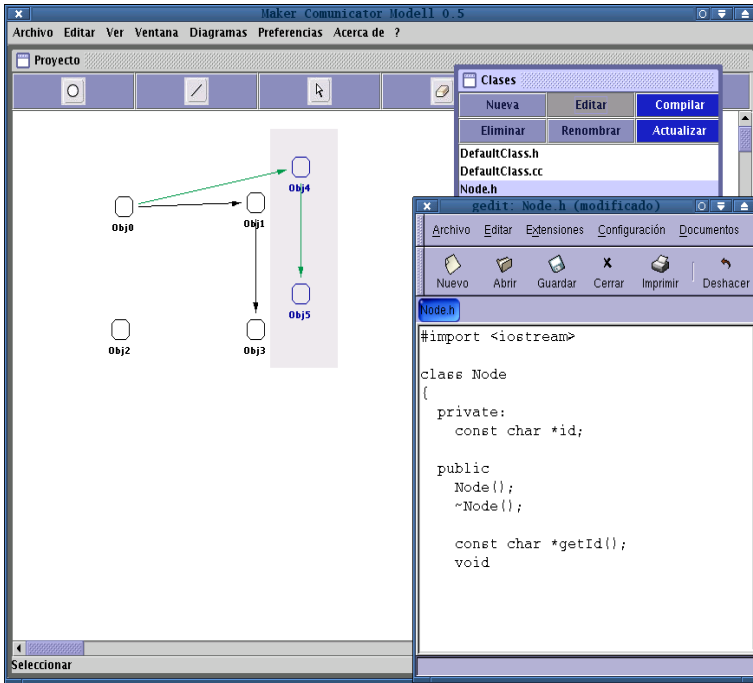 Maker Comunicator Modell 0.5
Archivo Editar Ver Ventana Diagramas Preferencias Acerca de ?
Proyecto
Clases
Nueva Editar Compilar
Eliminar Renombrar Actualizar
DefaultClass.h
DefaultClass.cc
Node.h
Obj4
Obj0
Obj1
Obj5
Obj2
Obj3
gedit: Node.h (modificado)
Archivo Editar Extensiones Configuración Documentos
Nuevo Abrir Guardar Cerrar Imprimir Deshacer
Node.h
#import <iostream>
class Node
{
private:
const char *id;
public
Node();
~Node();
const char *getId();
void
Seleccionar